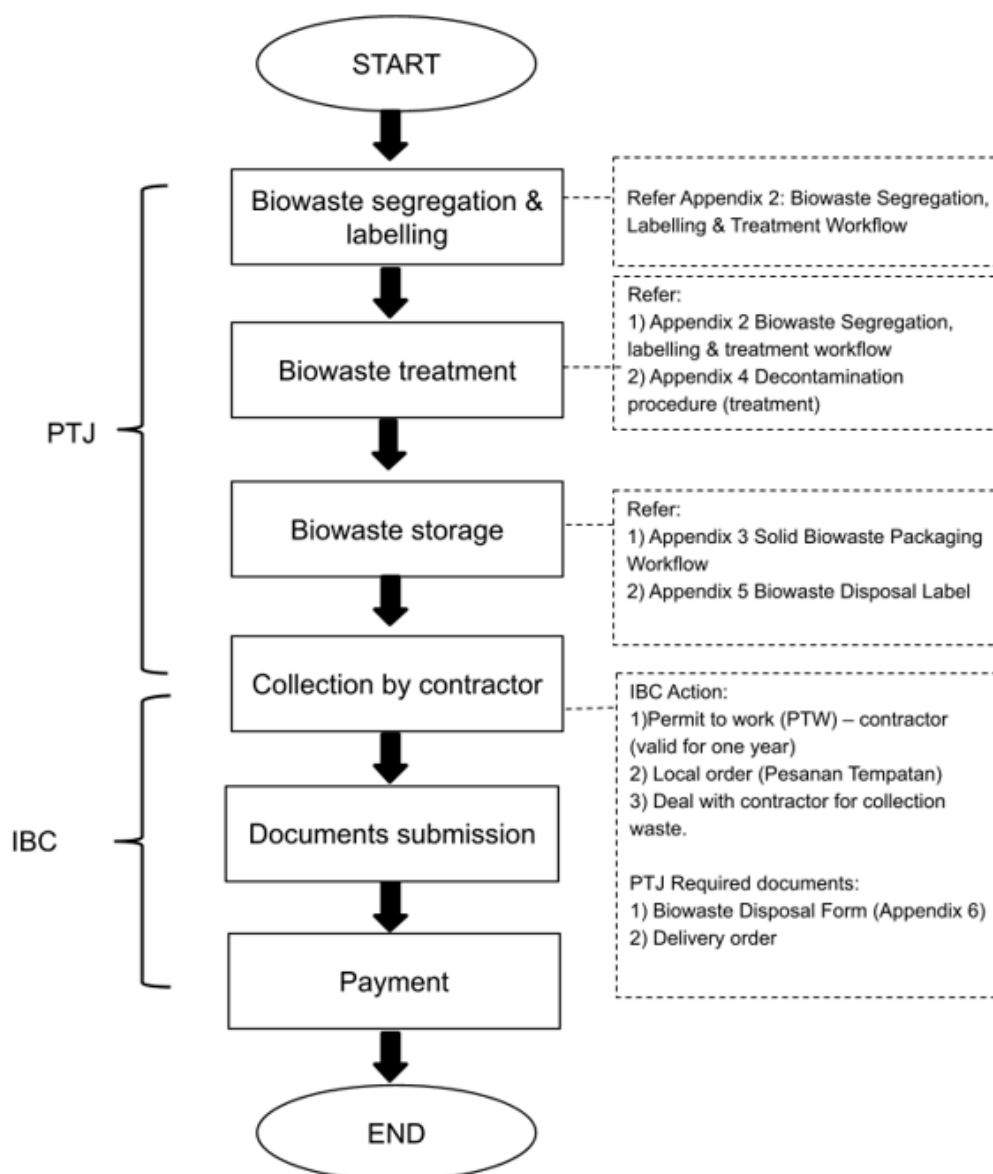 START
Biowaste segregation &
labelling
Refer Appendix 2: Biowaste Segregation,
Labelling & Treatment Workflow
Biowaste treatment
Refer:
1) Appendix 2 Biowaste Segregation,
labelling & treatment workflow
2) Appendix 4 Decontamination
procedure (treatment)
PTJ
Biowaste storage
Refer:
1) Appendix 3 Solid Biowaste Packaging
Workflow
2) Appendix 5 Biowaste Disposal Label
Collection by contractor
IBC Action:
1)Permit to work (PTW) – contractor
(valid for one year)
2) Local order (Pesanan Tempatan)
3) Deal with contractor for collection
waste.
PTJ Required documents:
1) Biowaste Disposal Form (Appendix 6)
2) Delivery order
IBC
Documents submission
Payment
END